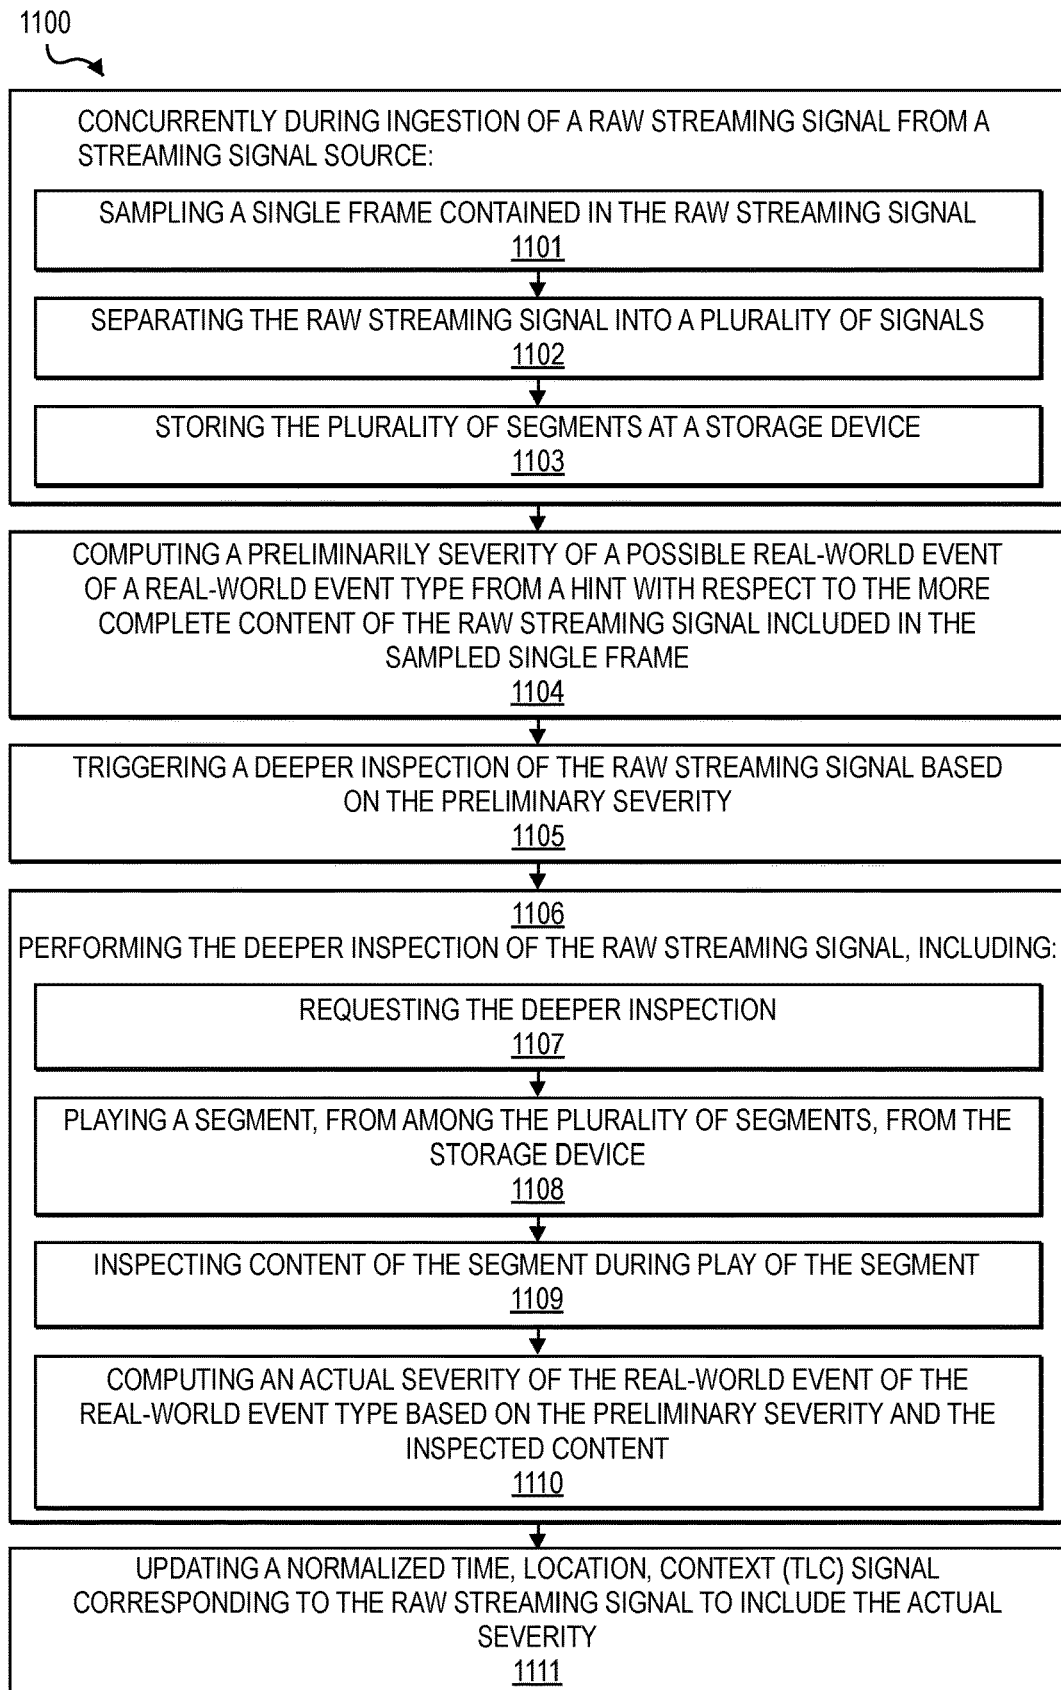 1100
CONCURRENTLY DURING INGESTION OF A RAW STREAMING SIGNAL FROM A
STREAMING SIGNAL SOURCE:
SAMPLING A SINGLE FRAME CONTAINED IN THE RAW STREAMING SIGNAL
1101
SEPARATING THE RAW STREAMING SIGNAL INTO A PLURALITY OF SIGNALS
1102
STORING THE PLURALITY OF SEGMENTS AT A STORAGE DEVICE
1103
COMPUTING A PRELIMINARILY SEVERITY OF A POSSIBLE REAL-WORLD EVENT
OF A REAL-WORLD EVENT TYPE FROM A HINT WITH RESPECT TO THE MORE
COMPLETE CONTENT OF THE RAW STREAMING SIGNAL INCLUDED IN THE
SAMPLED SINGLE FRAME
1104
TRIGGERING A DEEPER INSPECTION OF THE RAW STREAMING SIGNAL BASED
ON THE PRELIMINARY SEVERITY
1105
1106
PERFORMING THE DEEPER INSPECTION OF THE RAW STREAMING SIGNAL, INCLUDING:
REQUESTING THE DEEPER INSPECTION
1107
PLAYING A SEGMENT, FROM AMONG THE PLURALITY OF SEGMENTS, FROM THE
STORAGE DEVICE
1108
INSPECTING CONTENT OF THE SEGMENT DURING PLAY OF THE SEGMENT
1109
COMPUTING AN ACTUAL SEVERITY OF THE REAL-WORLD EVENT OF THE
REAL-WORLD EVENT TYPE BASED ON THE PRELIMINARY SEVERITY AND THE
INSPECTED CONTENT
1110
UPDATING A NORMALIZED TIME, LOCATION, CONTEXT (TLC) SIGNAL
CORRESPONDING TO THE RAW STREAMING SIGNAL TO INCLUDE THE ACTUAL
SEVERITY
1111